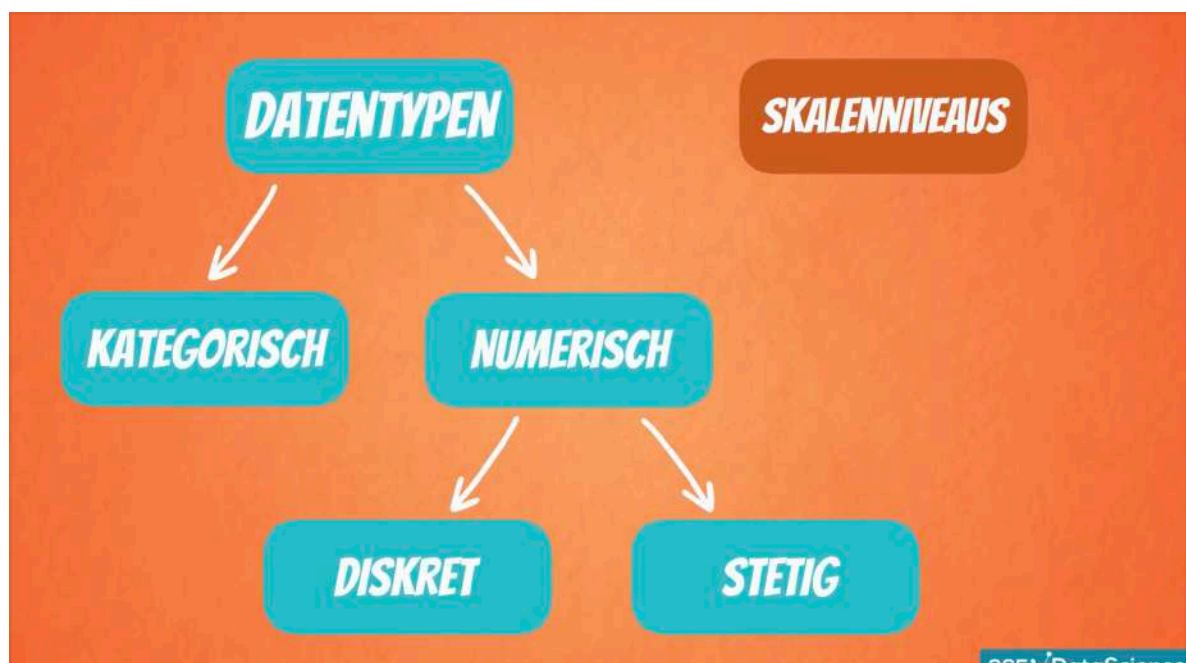 DATENTYPEN
SKALENNIVEAUS
KATEGORISCH
NUMERISCH
DISKRET
STETIG